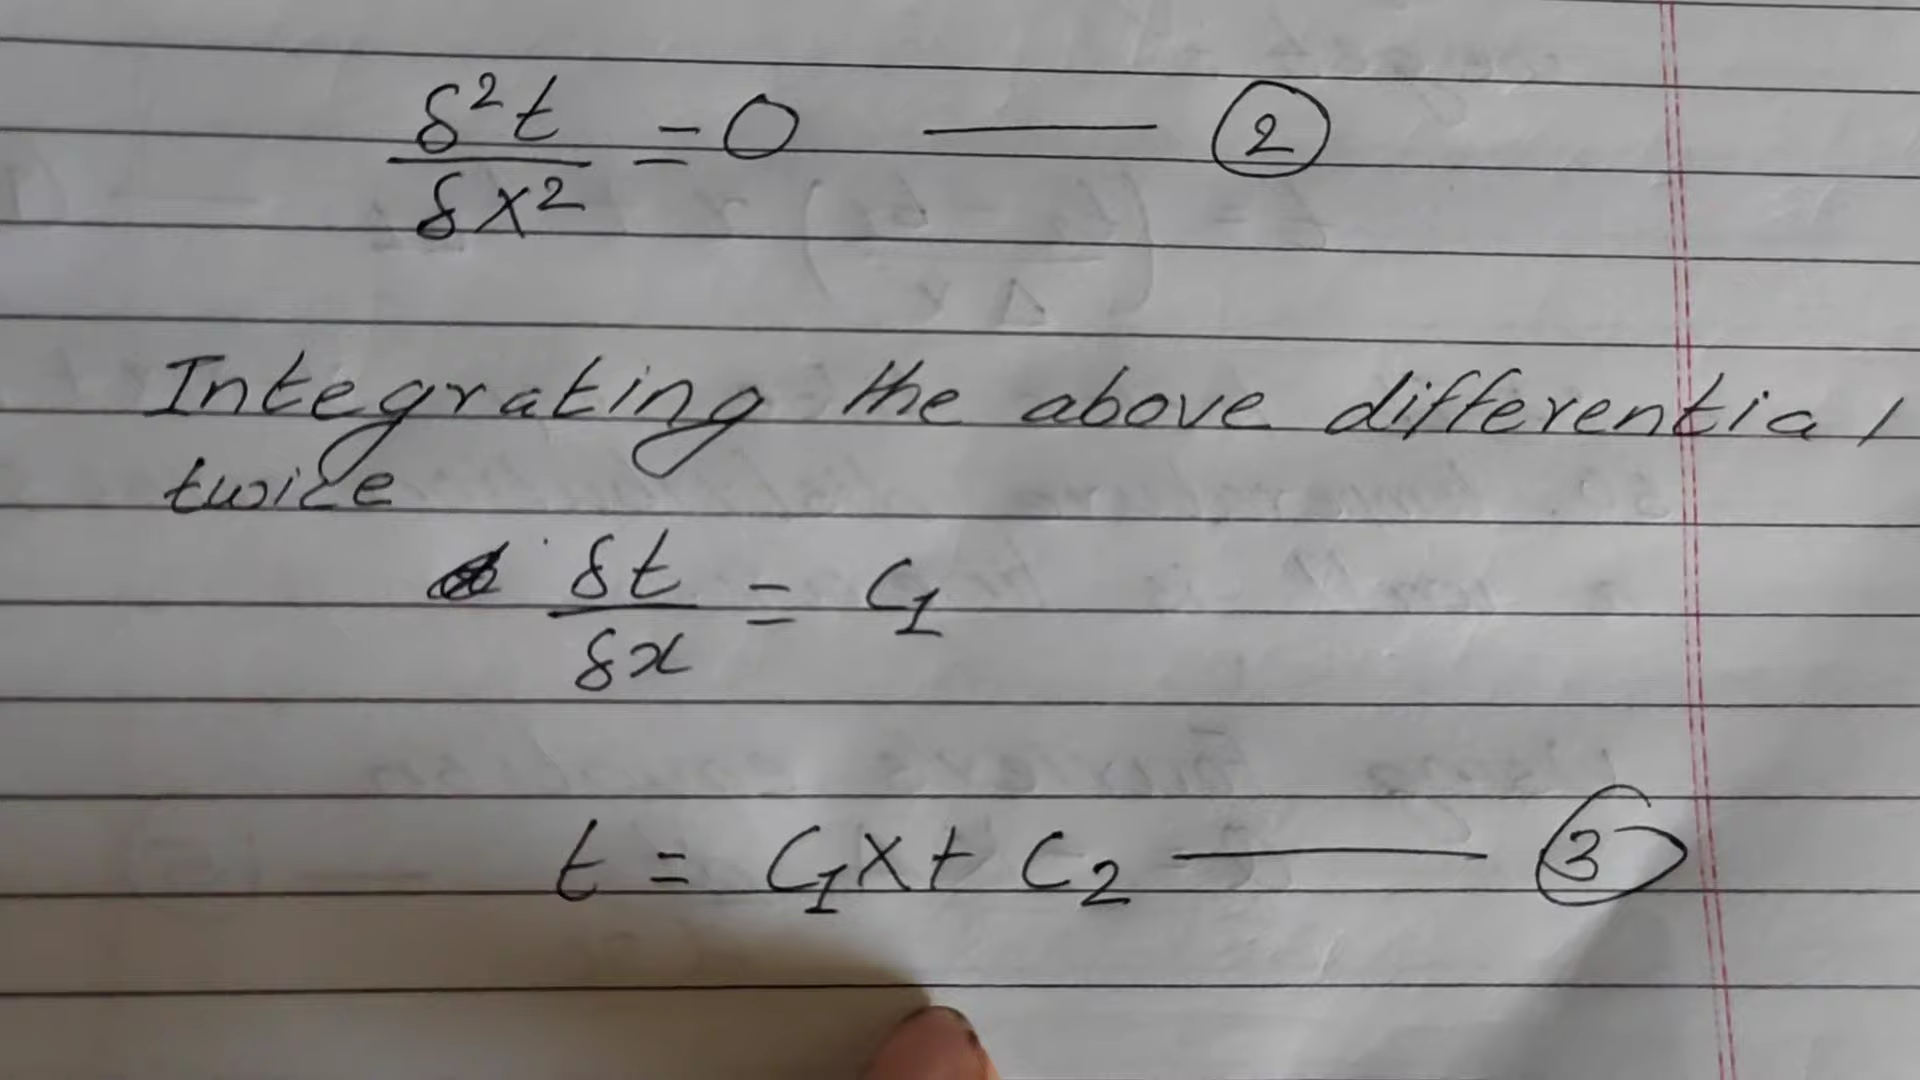 δ²t/δx² = 0 —— ②
Integrating the above differential
twice
δt/δx = C₁
t = C₁x + C₂ —— ③